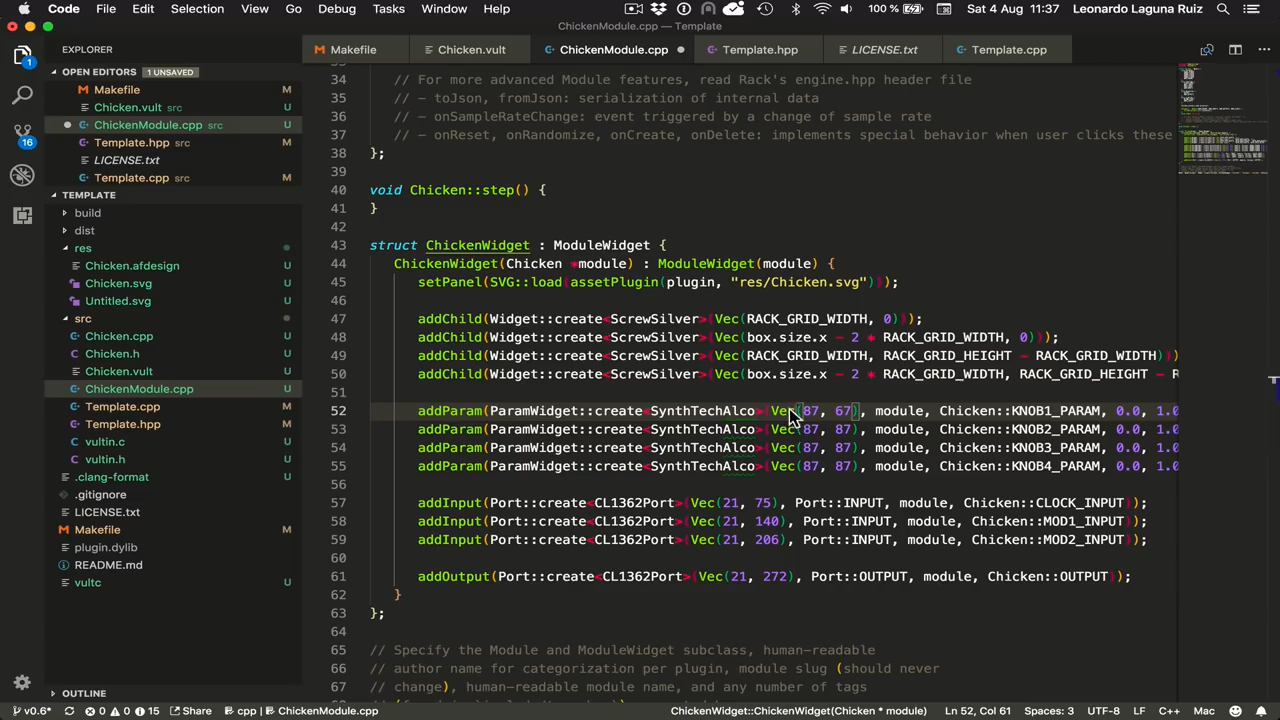 Code File Edit Selection View Go Debug Tasks Window Help 100 % Sat 4 Aug 11:37 Leonardo Laguna Ruiz
ChickenModule.cpp — Template
EXPLORER
Makefile Chicken.vult ChickenModule.cpp Template.hpp LICENSE.txt Template.cpp
OPEN EDITORS 1 UNSAVED
Makefile M
Chicken.vult src U
ChickenModule.cpp src U
Template.hpp src M
LICENSE.txt
Template.cpp src M
TEMPLATE
build
dist
res
Chicken.afdesign U
Chicken.svg U
Untitled.svg U
src
Chicken.cpp U
Chicken.h U
Chicken.vult U
ChickenModule.cpp U
Template.cpp M
Template.hpp M
vultin.c U
vultin.h U
.clang-format U
.gitignore
LICENSE.txt
Makefile M
plugin.dylib
README.md
vultc U
OUTLINE
34 // For more advanced Module features, read Rack's engine.hpp header file
35 // - toJson, fromJson: serialization of internal data
36 // - onSampleRateChange: event triggered by a change of sample rate
37 // - onReset, onRandomize, onCreate, onDelete: implements special behavior when user clicks these
38 };
39
40 void Chicken::step() {
41 }
42
43 struct ChickenWidget : ModuleWidget {
44 ChickenWidget(Chicken *module) : ModuleWidget(module) {
45 setPanel(SVG::load(assetPlugin(plugin, "res/Chicken.svg")));
46
47 addChild(Widget::create<ScrewSilver>(Vec(RACK_GRID_WIDTH, 0)));
48 addChild(Widget::create<ScrewSilver>(Vec(box.size.x - 2 * RACK_GRID_WIDTH, 0)));
49 addChild(Widget::create<ScrewSilver>(Vec(RACK_GRID_WIDTH, RACK_GRID_HEIGHT - RACK_GRID_WIDTH)))
50 addChild(Widget::create<ScrewSilver>(Vec(box.size.x - 2 * RACK_GRID_WIDTH, RACK_GRID_HEIGHT - R
51
52 addParam(ParamWidget::create<SynthTechAlco>(Vec(87, 67), module, Chicken::KNOB1_PARAM, 0.0, 1.0
53 addParam(ParamWidget::create<SynthTechAlco>(Vec(87, 87), module, Chicken::KNOB2_PARAM, 0.0, 1.0
54 addParam(ParamWidget::create<SynthTechAlco>(Vec(87, 87), module, Chicken::KNOB3_PARAM, 0.0, 1.0
55 addParam(ParamWidget::create<SynthTechAlco>(Vec(87, 87), module, Chicken::KNOB4_PARAM, 0.0, 1.0
56
57 addInput(Port::create<CL1362Port>(Vec(21, 75), Port::INPUT, module, Chicken::CLOCK_INPUT));
58 addInput(Port::create<CL1362Port>(Vec(21, 140), Port::INPUT, module, Chicken::MOD1_INPUT));
59 addInput(Port::create<CL1362Port>(Vec(21, 206), Port::INPUT, module, Chicken::MOD2_INPUT));
60
61 addOutput(Port::create<CL1362Port>(Vec(21, 272), Port::OUTPUT, module, Chicken::OUTPUT));
62 }
63 };
64
65 // Specify the Module and ModuleWidget subclass, human-readable
66 // author name for categorization per plugin, module slug (should never
67 // change), human-readable module name, and any number of tags
v0.6* 0 0 15 Share cpp ChickenModule.cpp ChickenWidget::ChickenWidget(Chicken * module) Ln 52, Col 61 Spaces: 3 UTF-8 LF C++ Mac